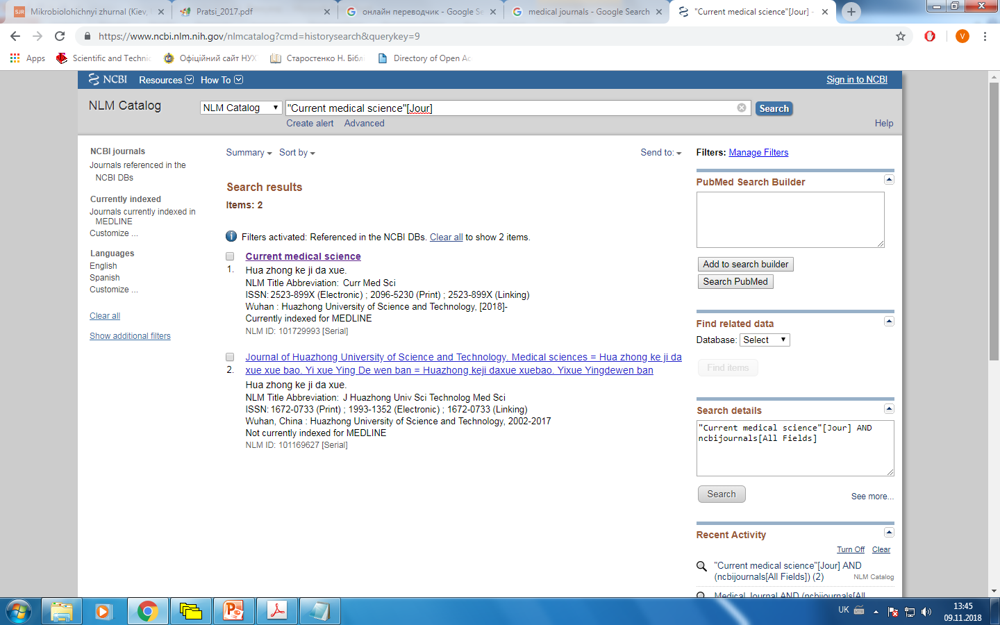 Mikrobiolohichnyi zhurnal (Kiev,
Pratsi_2017.pdf
онлайн переводчик - Google Se
medical journals - Google Search
"Current medical science"[Jour] -
https://www.ncbi.nlm.nih.gov/nlmcatalog?cmd=historysearch&querykey=9
V
Apps
Scientific and Technic
Офіційний сайт НУХ
Старостенко Н. Біблі
Directory of Open Ac
NCBI Resources How To
Sign in to NCBI
NLM Catalog
NLM Catalog
"Current medical science"[Jour]
Search
Create alert Advanced
Help
NCBI journals
Journals referenced in the
NCBI DBs
Currently indexed
Journals currently indexed in
MEDLINE
Customize ...
Languages
English
Spanish
Customize ...
Clear all
Show additional filters
Summary Sort by
Send to:
Search results
Items: 2
Filters activated: Referenced in the NCBI DBs. Clear all to show 2 items.
Current medical science
1. Hua zhong ke ji da xue.
NLM Title Abbreviation: Curr Med Sci
ISSN: 2523-899X (Electronic) ; 2096-5230 (Print) ; 2523-899X (Linking)
Wuhan : Huazhong University of Science and Technology, [2018]-
Currently indexed for MEDLINE
NLM ID: 101729993 [Serial]
Journal of Huazhong University of Science and Technology. Medical sciences = Hua zhong ke ji da
2. xue xue bao. Yi xue Ying De wen ban = Huazhong keji daxue xuebao. Yixue Yingdewen ban
Hua zhong ke ji da xue.
NLM Title Abbreviation: J Huazhong Univ Sci Technolog Med Sci
ISSN: 1672-0733 (Print) ; 1993-1352 (Electronic) ; 1672-0733 (Linking)
Wuhan, China : Huazhong University of Science and Technology, 2002-2017
Not currently indexed for MEDLINE
NLM ID: 101169627 [Serial]
Filters: Manage Filters
PubMed Search Builder
Add to search builder
Search PubMed
Find related data
Database: Select
Find items
Search details
"Current medical science"[Jour] AND
ncbijournals[All Fields]
Search
See more...
Recent Activity
Turn Off Clear
"Current medical science"[Jour] AND
(ncbijournals[All Fields]) (2)
NLM Catalog
Medical Journal AND (ncbijournals[All
UK
13:45
09.11.2018